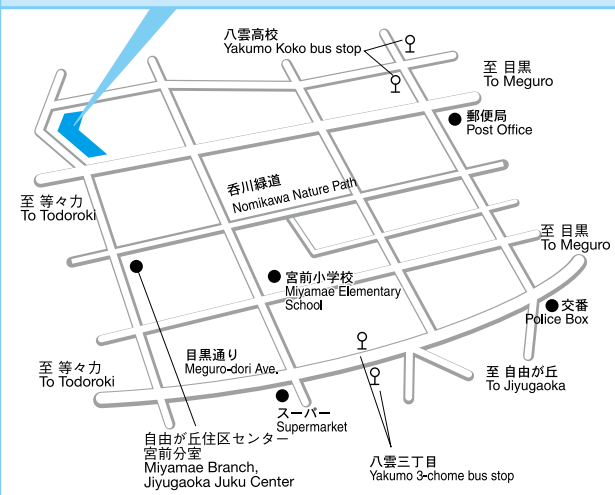 八雲高校
Yakumo Koko bus stop
至 目黒
To Meguro
郵便局
Post Office
呑川緑道
Nomikawa Nature Path
至 等々力
To Todoroki
至 目黒
To Meguro
宮前小学校
Miyamae Elementary
School
交番
Police Box
目黒通り
Meguro-dori Ave.
至 等々力
To Todoroki
至 自由が丘
To Jiyugaoka
スーパー
Supermarket
自由が丘住区センター
宮前分室
Miyamae Branch,
Jiyugaoka Juku Center
八雲三丁目
Yakumo 3-chome bus stop